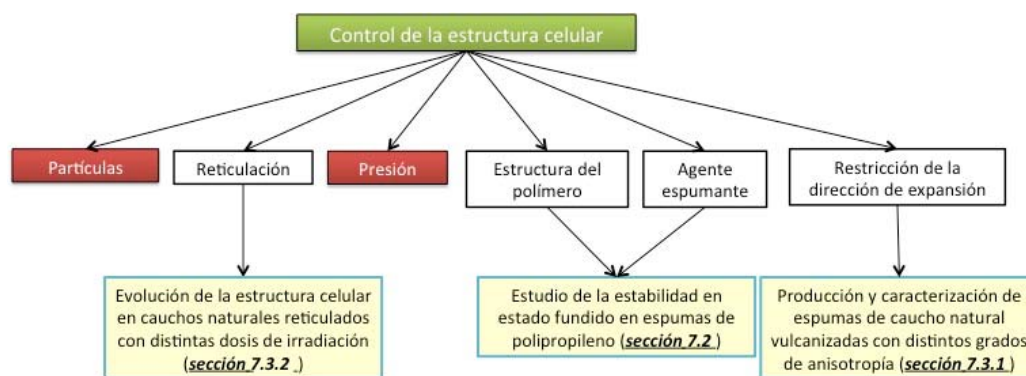 Control de la estructura celular
Partículas
Reticulación
Presión
Estructura del
polímero
Agente
espumante
Restricción de la
dirección de expansión
Evolución de la estructura celular
en cauchos naturales reticulados
con distintas dosis de irradiación
(sección 7.3.2 )
Estudio de la estabilidad en
estado fundido en espumas de
polipropileno (sección 7.2 )
Producción y caracterización de
espumas de caucho natural
vulcanizadas con distintos grados
de anisotropía (sección 7.3.1 )